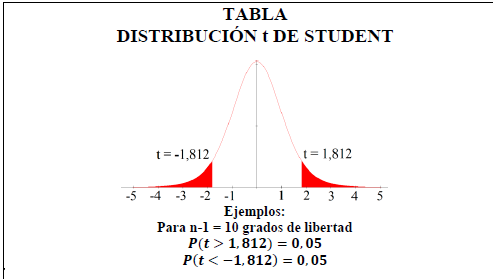 TABLA
DISTRIBUCIÓN t DE STUDENT
t = -1,812 t = 1,812
-5 -4 -3 -2 -1 1 2 3 4 5
Ejemplos:
Para n-1 = 10 grados de libertad
P(t > 1,812) = 0,05
P(t < −1,812) = 0,05